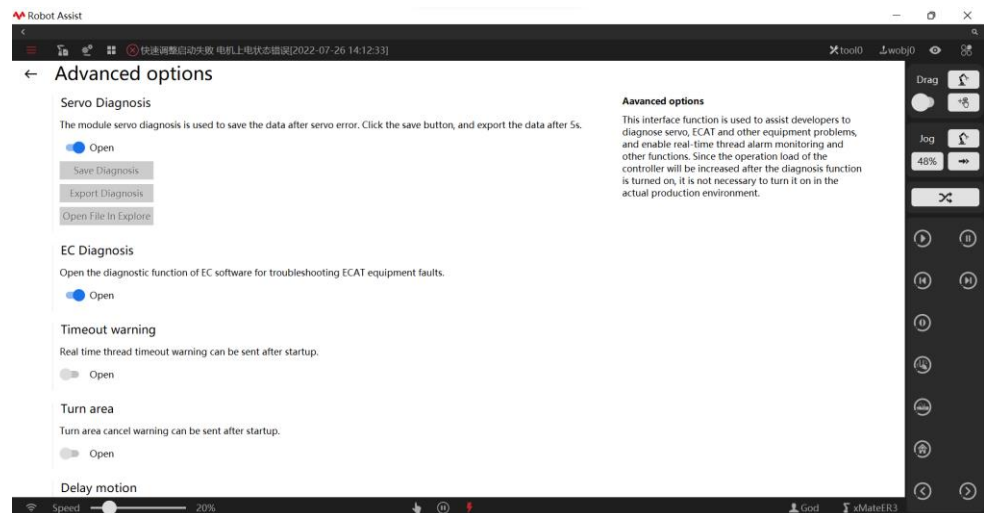 Robot Assist
快速调整启动失败 电机上电状态错误[2022-07-26 14:12:33]
tool0
wobj0
Advanced options
Servo Diagnosis
The module servo diagnosis is used to save the data after servo error. Click the save button, and export the data after 5s.
Open
Save Diagnosis
Export Diagnosis
Open File In Explore
EC Diagnosis
Open the diagnostic function of EC software for troubleshooting ECAT equipment faults.
Open
Timeout warning
Real time thread timeout warning can be sent after startup.
Open
Turn area
Turn area cancel warning can be sent after startup.
Open
Delay motion
Aavanced options
This interface function is used to assist developers to
diagnose servo, ECAT and other equipment problems,
and enable real-time thread alarm monitoring and
other functions. Since the operation load of the
controller will be increased after the diagnosis function
is turned on, it is not necessary to turn it on in the
actual production environment.
Drag
Jog
48%
Speed
20%
God
xMateER3